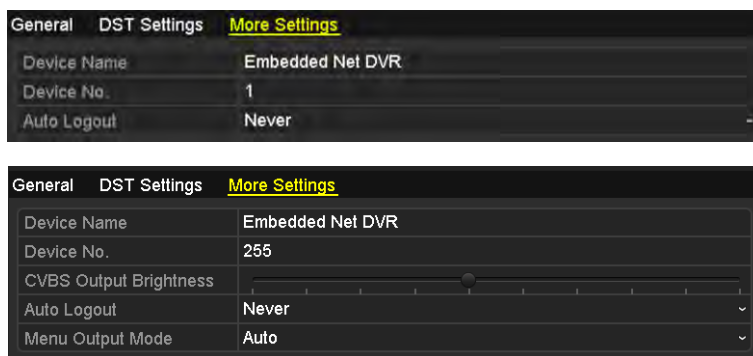 General DST Settings More Settings
Device Name Embedded Net DVR
Device No. 1
Auto Logout Never
General DST Settings More Settings
Device Name Embedded Net DVR
Device No. 255
CVBS Output Brightness
Auto Logout Never
Menu Output Mode Auto